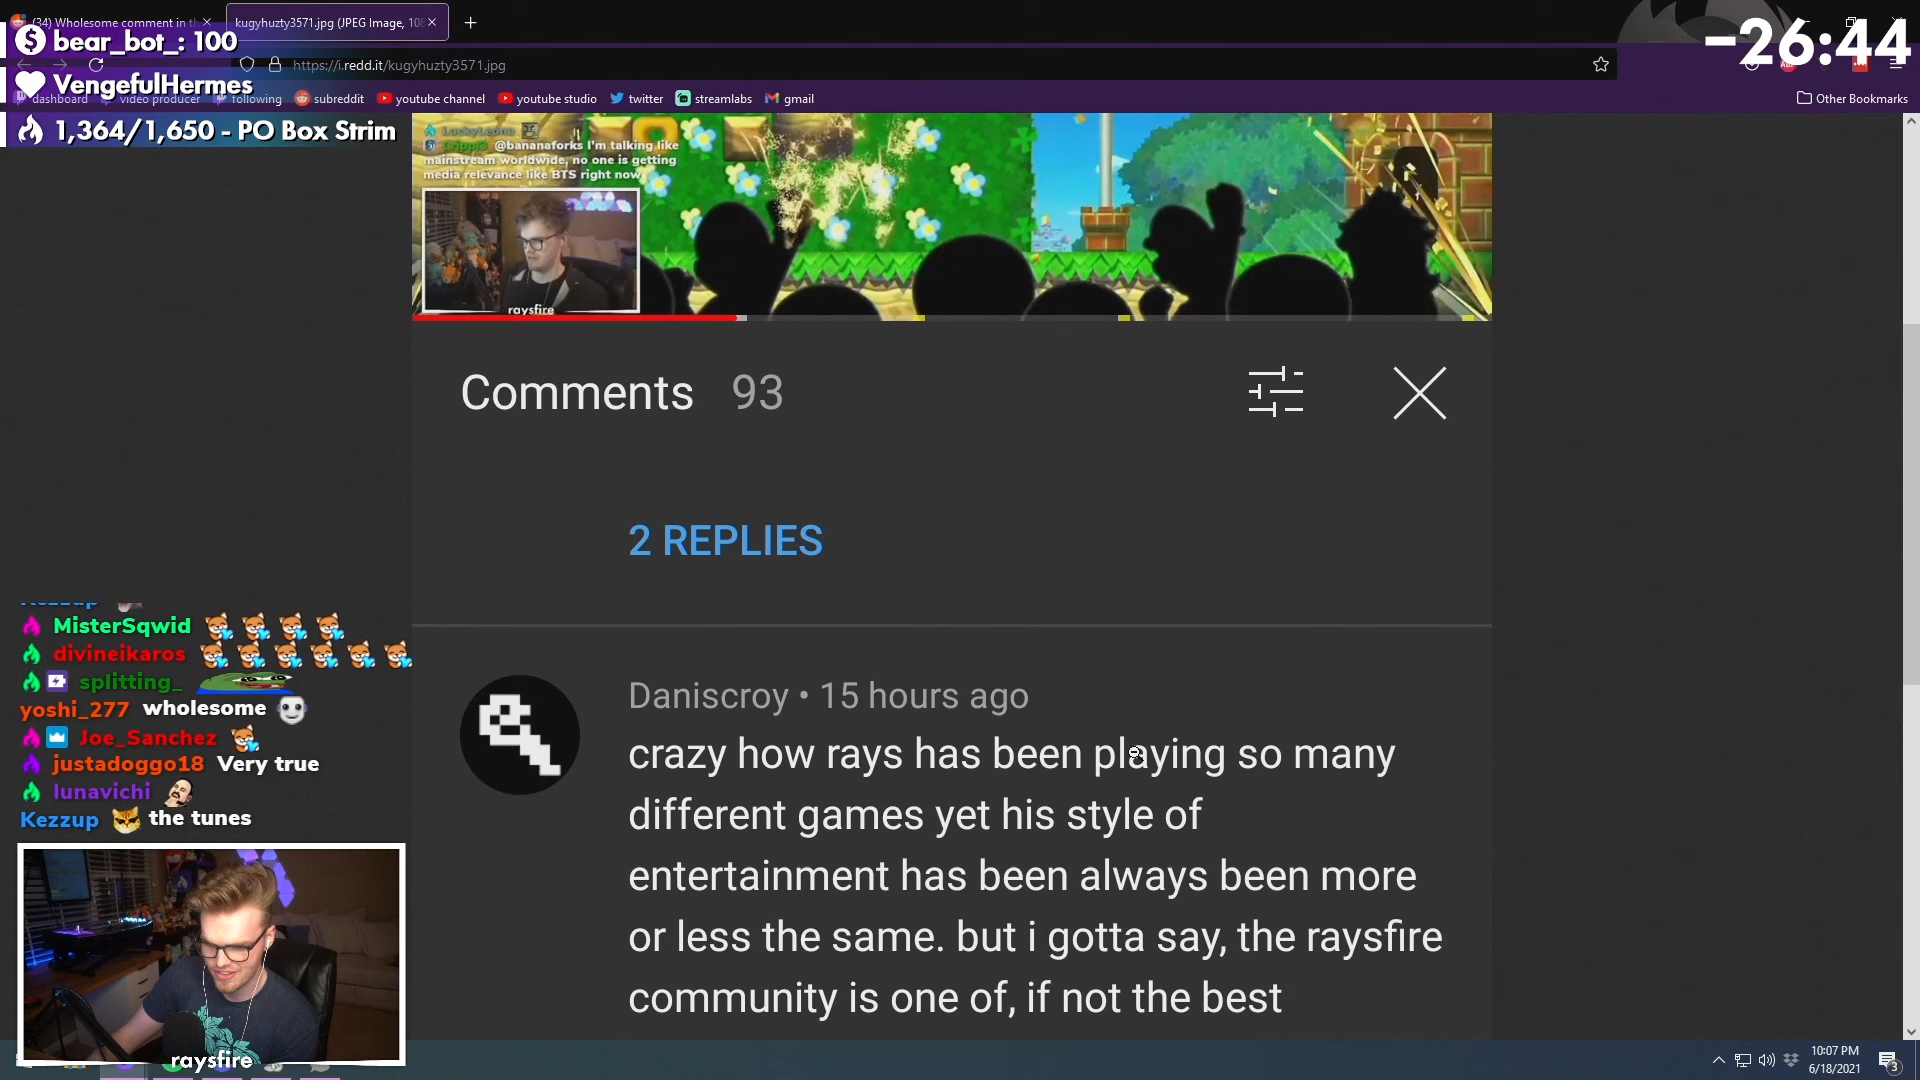 (34) Wholesome comment in th
kugyhuzty3571.jpg (JPEG Image, 108
bear_bot_: 100
VengefulHermes
1,364/1,650 - PO Box Strim
-26:44
https://i.redd.it/kugyhuzty3571.jpg
dashboard
video producer
following
subreddit
youtube channel
youtube studio
twitter
streamlabs
gmail
Other Bookmarks
LuckyLeona
Grippld @bananaforks I'm talking like
mainstream worldwide, no one is getting
media relevance like BTS right now
raysfire
Comments 93
2 REPLIES
Daniscroy • 15 hours ago
crazy how rays has been playing so many
different games yet his style of
entertainment has been always been more
or less the same. but i gotta say, the raysfire
community is one of, if not the best
Kezzup
MisterSqwid
divineikaros
splitting_
yoshi_277 wholesome
Joe_Sanchez
justadoggo18 Very true
lunavichi
Kezzup the tunes
raysfire
10:07 PM
6/18/2021
3